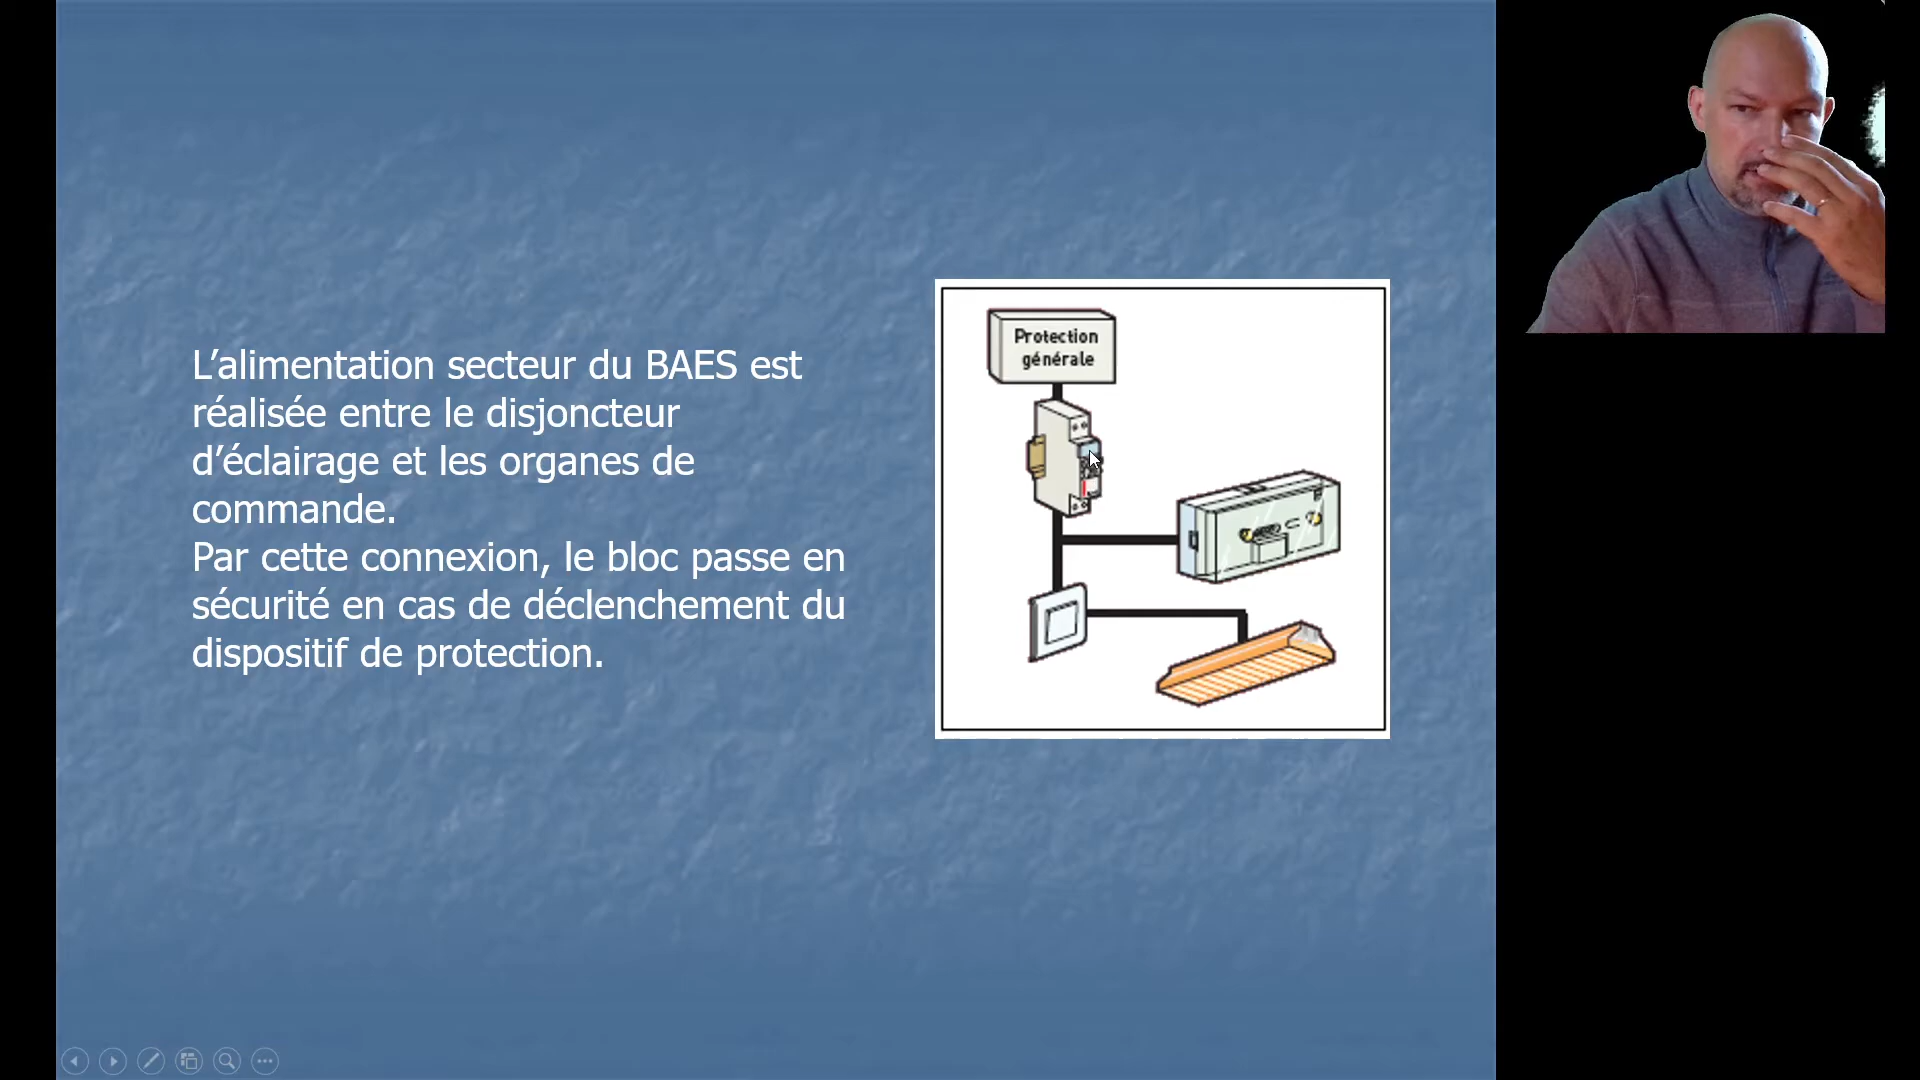 L’alimentation secteur du BAES est
réalisée entre le disjoncteur
d’éclairage et les organes de
commande.
Par cette connexion, le bloc passe en
sécurité en cas de déclenchement du
dispositif de protection.
Protection
générale